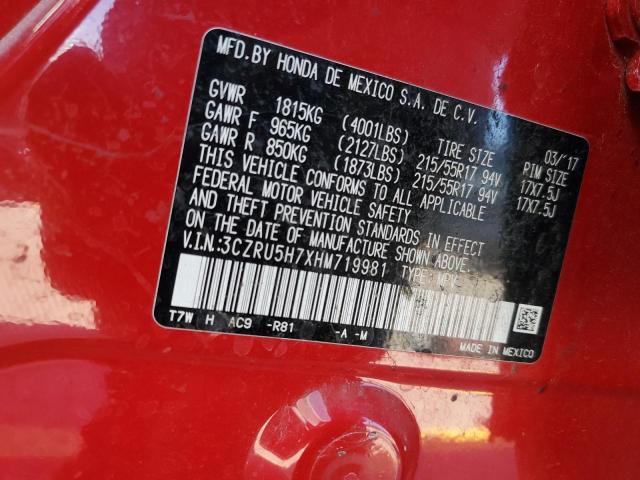 MFD. BY HONDA DE MEXICO S.A. DE C.V.
03/17
GVWR 1815KG (4001LBS) TIRE SIZE RIM SIZE
GAWR F 965KG (2127LBS) 215/55R17 94V 17X7.5J
GAWR R 850KG (1873LBS) 215/55R17 94V 17X7.5J
THIS VEHICLE CONFORMS TO ALL APPLICABLE
FEDERAL MOTOR VEHICLE SAFETY
AND THEFT PREVENTION STANDARDS
IN EFFECT ON THE
DATE OF MANUFACTURE SHOWN ABOVE.
V.I.N:3CZRU5H7XHM719981 TYPE: MPV
T7W H AC9 -R81 -A -M
MADE IN MEXICO